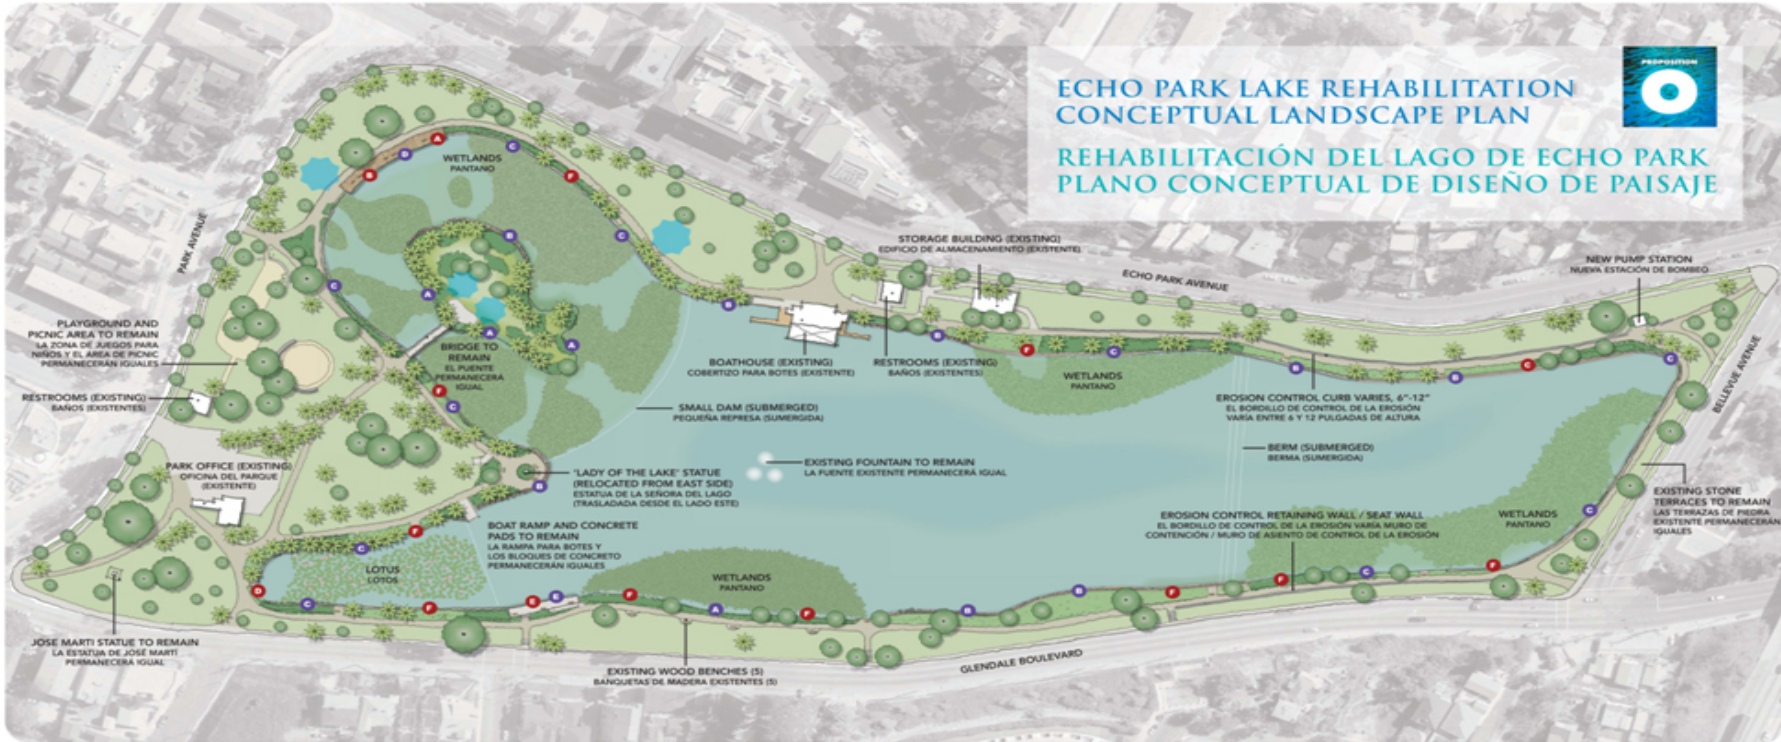 PROPOSITION
O
ECHO PARK LAKE REHABILITATION
CONCEPTUAL LANDSCAPE PLAN
REHABILITACIÓN DEL LAGO DE ECHO PARK
PLANO CONCEPTUAL DE DISEÑO DE PAISAJE
A
D
B
C
F
WETLANDS
PANTANO
PARK AVENUE
B
C
C
A
A
A
B
STORAGE BUILDING (EXISTING)
EDIFICIO DE ALMACENAMIENTO (EXISTENTE)
ECHO PARK AVENUE
NEW PUMP STATION
NUEVA ESTACIÓN DE BOMBEO
PLAYGROUND AND
PICNIC AREA TO REMAIN
LA ZONA DE JUEGOS PARA
NIÑOS Y EL ÁREA DE PICNIC
PERMANECERÁN IGUALES
BRIDGE TO
REMAIN
EL PUENTE
PERMANECERÁ
IGUAL
BOATHOUSE (EXISTING)
COBERTIZO PARA BOTES (EXISTENTE)
RESTROOMS (EXISTING)
BAÑOS (EXISTENTES)
B
F
C
WETLANDS
PANTANO
B
B
C
C
BELLEVUE AVENUE
RESTROOMS (EXISTING)
BAÑOS (EXISTENTES)
F
C
SMALL DAM (SUBMERGED)
PEQUEÑA REPRESA (SUMERGIDA)
EROSION CONTROL CURB VARIES, 6"-12"
EL BORDILLO DE CONTROL DE LA EROSIÓN
VARÍA ENTRE 6 Y 12 PULGADAS DE ALTURA
BERM (SUBMERGED)
BERMA (SUMERGIDA)
PARK OFFICE (EXISTING)
OFICINA DEL PARQUE
(EXISTENTE)
'LADY OF THE LAKE' STATUE
(RELOCATED FROM EAST SIDE)
ESTATUA DE LA SEÑORA DEL LAGO
(TRASLADADA DESDE EL LADO ESTE)
B
EXISTING FOUNTAIN TO REMAIN
LA FUENTE EXISTENTE PERMANECERÁ IGUAL
EXISTING STONE
TERRACES TO REMAIN
LAS TERRAZAS DE PIEDRA
EXISTENTE PERMANECERÁN
IGUALES
BOAT RAMP AND CONCRETE
PADS TO REMAIN
LA RAMPA PARA BOTES Y
LOS BLOQUES DE CONCRETO
PERMANECERÁN IGUALES
EROSION CONTROL RETAINING WALL / SEAT WALL
EL BORDILLO DE CONTROL DE LA EROSIÓN VARÍA MURO DE
CONTENCIÓN / MURO DE ASIENTO DE CONTROL DE LA EROSIÓN
WETLANDS
PANTANO
C
F
C
LOTUS
LOTOS
WETLANDS
PANTANO
D
C
F
E
E
F
A
F
B
B
F
F
C
F
JOSE MARTI STATUE TO REMAIN
LA ESTATUA DE JOSÉ MARTÍ
PERMANECERÁ IGUAL
EXISTING WOOD BENCHES (5)
BANQUETAS DE MADERA EXISTENTES (5)
GLENDALE BOULEVARD